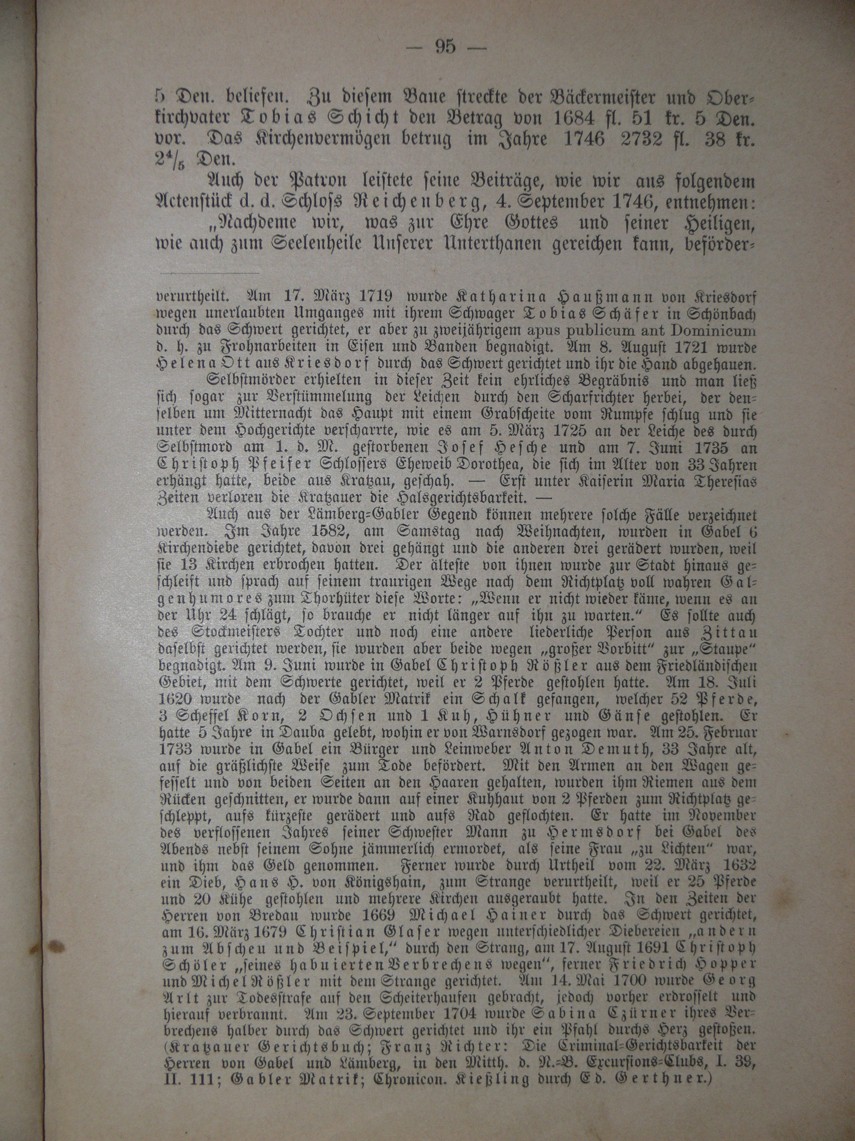 — 95 —
5 Den. beliefen. Zu diesem Baue streckte der Bäckermeister und Ober-
kirchvater Tobias Schicht den Betrag von 1684 fl. 51 kr. 5 Den.
vor. Das Kirchenvermögen betrug im Jahre 1746 2732 fl. 38 kr.
2⁴/₅ Den.
Auch der Patron leistete seine Beiträge, wie wir aus folgendem
Actenstück d. d. Schloss Reichenberg, 4. September 1746, entnehmen:
„Nachdeme wir, was zur Ehre Gottes und seiner Heiligen,
wie auch zum Seelenheile Unserer Unterthanen gereichen kann, beförder-
verurtheilt. Am 17. März 1719 wurde Katharina Haußmann von Kriesdorf
wegen unerlaubten Umganges mit ihrem Schwager Tobias Schäfer in Schönbach
durch das Schwert gerichtet, er aber zu zweijährigem apus publicum ant Dominicum
d. h. zu Frohnarbeiten in Eisen und Banden begnadigt. Am 8. August 1721 wurde
Helena Ott aus Kriesdorf durch das Schwert gerichtet und ihr die Hand abgehauen.
Selbstmörder erhielten in dieser Zeit kein ehrliches Begräbnis und man ließ
sich sogar zur Verstümmelung der Leichen durch den Scharfrichter herbei, der den-
selben um Mitternacht das Haupt mit einem Grabscheite vom Rumpfe schlug und sie
unter dem Hochgerichte verscharrte, wie es am 5. März 1725 an der Leiche des durch
Selbstmord am 1. d. M. gestorbenen Josef Hesche und am 7. Juni 1735 an
Christoph Pfeifer Schlossers Eheweib Dorothea, die sich im Alter von 33 Jahren
erhängt hatte, beide aus Kratzau, geschah. — Erst unter Kaiserin Maria Theresias
Zeiten verloren die Kratzauer die Halsgerichtsbarkeit. —
Auch aus der Lämberg-Gabler Gegend können mehrere solche Fälle verzeichnet
werden. Im Jahre 1582, am Samstag nach Weihnachten, wurden in Gabel 6
Kirchendiebe gerichtet, davon drei gehängt und die anderen drei gerädert wurden, weil
sie 13 Kirchen erbrochen hatten. Der älteste von ihnen wurde zur Stadt hinaus ge-
schleift und sprach auf seinem traurigen Wege nach dem Richtplatz voll wahren Gal-
genhumores zum Thorhüter diese Worte: „Wenn er nicht wieder käme, wenn es an
der Uhr 24 schlägt, so brauche er nicht länger auf ihn zu warten.“ Es sollte auch
des Stockmeisters Tochter und noch eine andere liederliche Person aus Zittau
daselbst gerichtet werden, sie wurden aber beide wegen „großer Vorbitt“ zur „Staupe“
begnadigt. Am 9. Juni wurde in Gabel Christoph Rößler aus dem Friedländischen
Gebiet, mit dem Schwerte gerichtet, weil er 2 Pferde gestohlen hatte. Am 18. Juli
1620 wurde nach der Gabler Matrik ein Schalk gefangen, welcher 52 Pferde,
3 Scheffel Korn, 2 Ochsen und 1 Kuh, Hühner und Gänse gestohlen. Er
hatte 5 Jahre in Dauba gelebt, wohin er von Warnsdorf gezogen war. Am 25. Februar
1733 wurde in Gabel ein Bürger und Leinweber Anton Demuth, 33 Jahre alt,
auf die gräßlichste Weise zum Tode befördert. Mit den Armen an den Wagen ge-
fesselt und von beiden Seiten an den Haaren gehalten, wurden ihm Riemen aus dem
Rücken geschnitten, er wurde dann auf einer Kuhhaut von 2 Pferden zum Richtplatz ge-
schleppt, aufs kürzeste gerädert und aufs Rad geflochten. Er hatte im November
des verflossenen Jahres seiner Schwester Mann zu Hermsdorf bei Gabel des
Abends nebst seinem Sohne jämmerlich ermordet, als seine Frau „zu Lichten“ war,
und ihm das Geld genommen. Ferner wurde durch Urtheil vom 22. März 1632
ein Dieb, Hans H. von Königshain, zum Strange verurtheilt, weil er 25 Pferde
und 20 Kühe gestohlen und mehrere Kirchen ausgeraubt hatte. In den Zeiten der
Herren von Bredau wurde 1669 Michael Hainer durch das Schwert gerichtet,
am 16. März 1679 Christian Glaser wegen unterschiedlicher Diebereien „andern
zum Abscheu und Beispiel,“ durch den Strang, am 17. August 1691 Christoph
Schöler „seines habuierten Verbrechens wegen“, ferner Friedrich Hopper
und Michel Rößler mit dem Strange gerichtet. Am 14. Mai 1700 wurde Georg
Arlt zur Todesstrafe auf den Scheiterhaufen gebracht, jedoch vorher erdrosselt und
hierauf verbrannt. Am 23. September 1704 wurde Sabina Czürner ihres Ver-
brechens halber durch das Schwert gerichtet und ihr ein Pfahl durchs Herz gestoßen.
(Kratzauer Gerichtsbuch; Franz Richter: Die Criminal-Gerichtsbarkeit der
Herren von Gabel und Lämberg, in den Mitth. d. N.-B. Excursions-Clubs, I. 39,
II. 111; Gabler Matrik; Chronicon. Kießling durch Ed. Gerthner.)